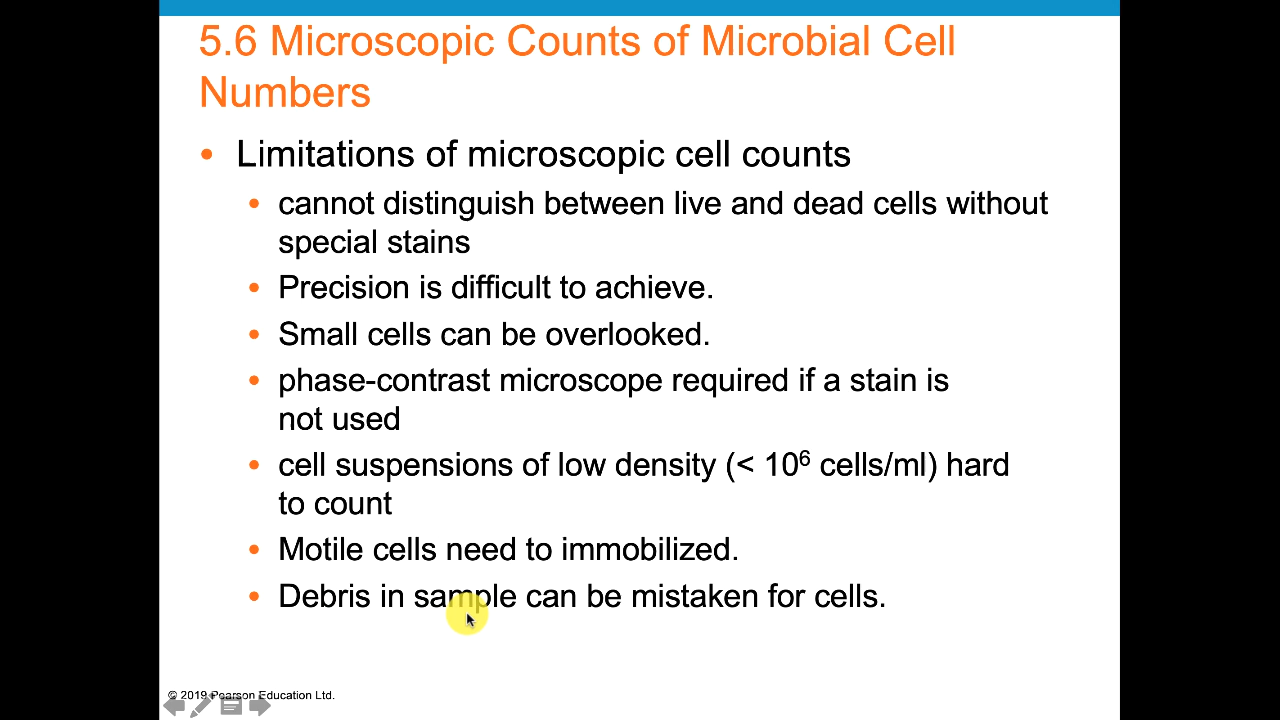 5.6 Microscopic Counts of Microbial Cell
Numbers
• Limitations of microscopic cell counts
• cannot distinguish between live and dead cells without
special stains
• Precision is difficult to achieve.
• Small cells can be overlooked.
• phase-contrast microscope required if a stain is
not used
• cell suspensions of low density (< 10⁶ cells/ml) hard
to count
• Motile cells need to immobilized.
• Debris in sample can be mistaken for cells.
© 2019 Pearson Education Ltd.